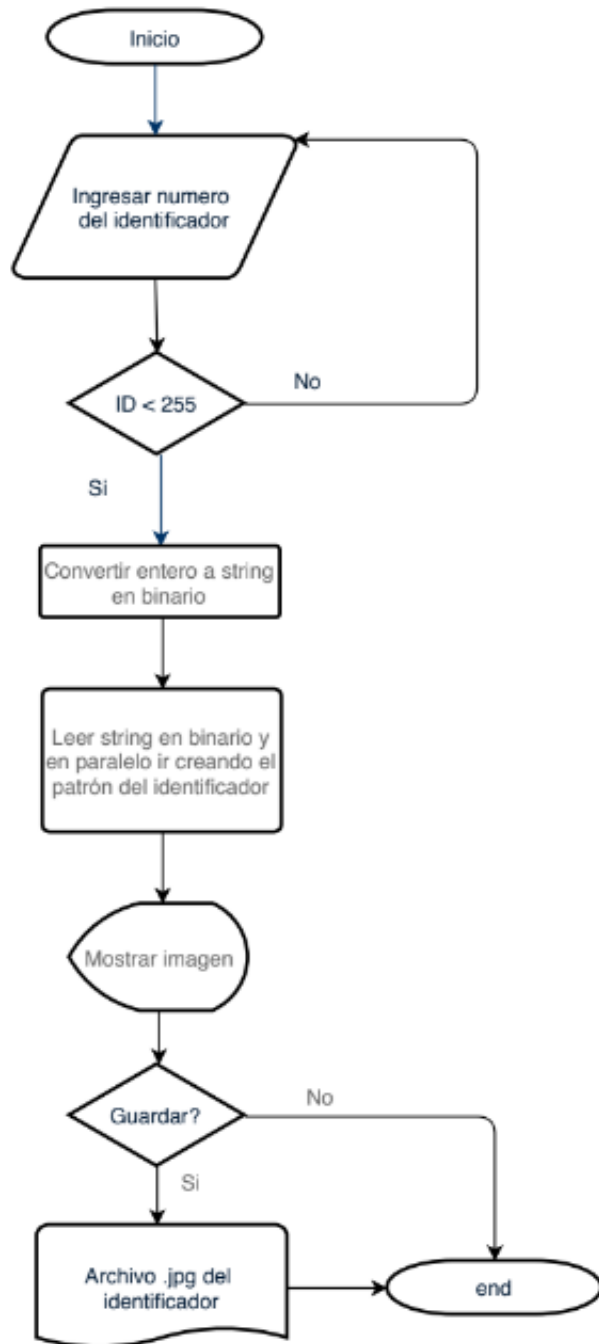 Inicio
Ingresar numero
del identificador
ID < 255
No
Si
Convertir entero a string
en binario
Leer string en binario y
en paralelo ir creando el
patrón del identificador
Mostrar imagen
Guardar?
No
Si
Archivo .jpg del
identificador
end